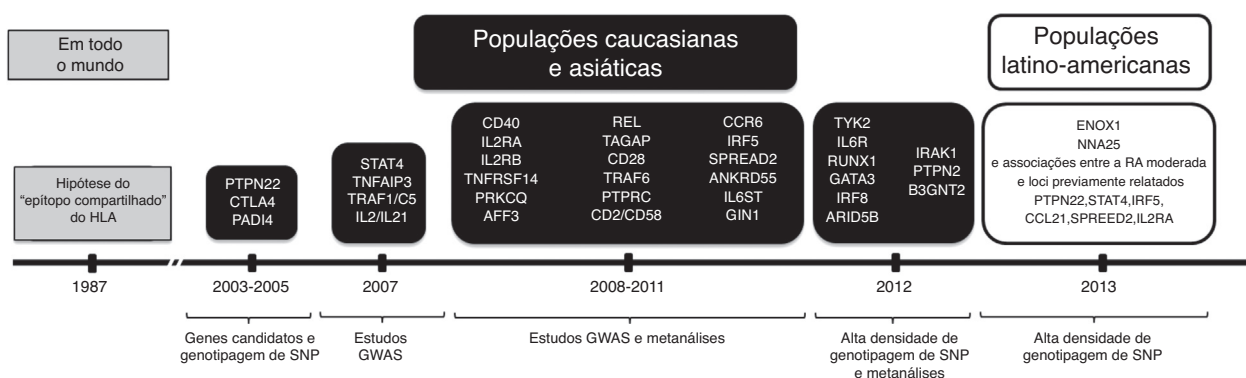 Em todo
o mundo
Populações caucasianas
e asiáticas
Populações
latino-americanas
Hipótese do
“epítopo compartilhado”
do HLA
PTPN22
CTLA4
PADI4
STAT4
TNFAIP3
TRAF1/C5
IL2/IL21
CD40
IL2RA
IL2RB
TNFRSF14
PRKCQ
AFF3
REL
TAGAP
CD28
TRAF6
PTPRC
CD2/CD58
CCR6
IRF5
SPREAD2
ANKRD55
IL6ST
GIN1
TYK2
IL6R
RUNX1
GATA3
IRF8
ARID5B
IRAK1
PTPN2
B3GNT2
ENOX1
NNA25
e associações entre a RA moderada
e loci previamente relatados
PTPN22,STAT4,IRF5,
CCL21,SPREED2,IL2RA
1987
2003-2005
2007
2008-2011
2012
2013
Genes candidatos e
genotipagem de SNP
Estudos
GWAS
Estudos GWAS e metanálises
Alta densidade de
genotipagem de SNP
e metanálises
Alta densidade de
genotipagem de SNP